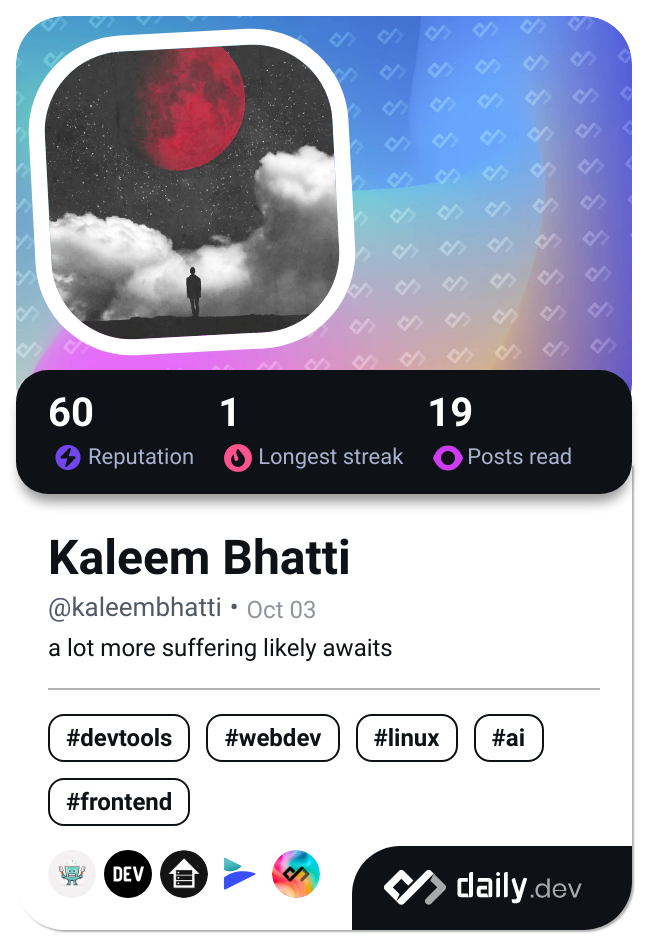 60 1 19
Reputation Longest streak Posts read
Kaleem Bhatti
@kaleembhatti • Oct 03
a lot more suffering likely awaits
#devtools #webdev #linux #ai
#frontend
DEV
daily.dev